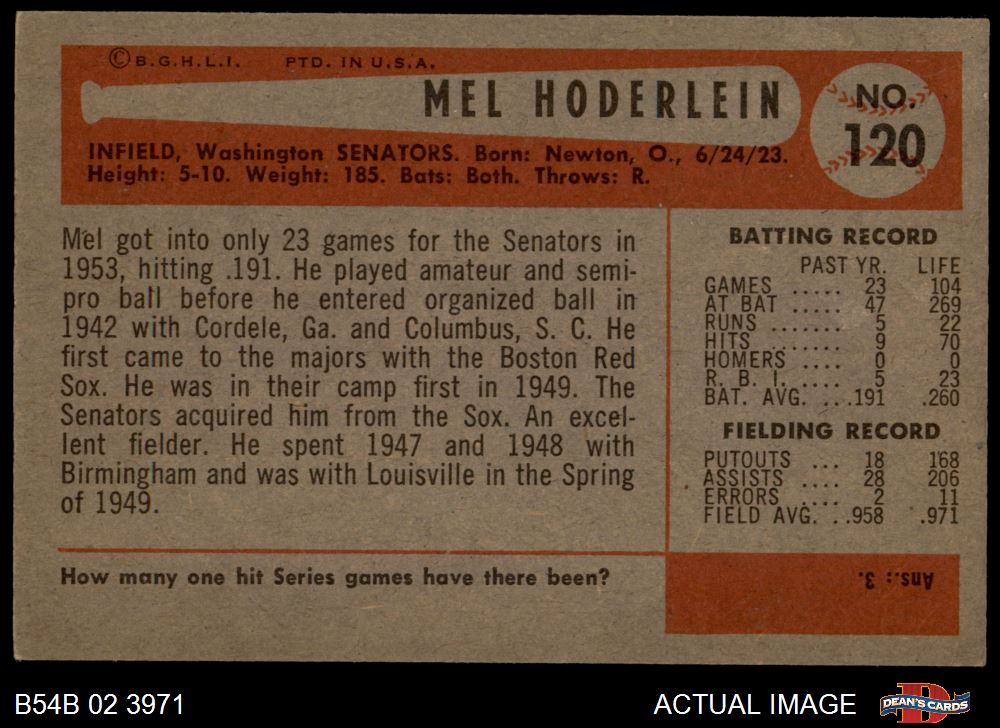 © B.G.H.L.I. PTD. IN U.S.A.
MEL HODERLEIN
NO.
120
INFIELD, Washington SENATORS. Born: Newton, O., 6/24/23.
Height: 5-10. Weight: 185. Bats: Both. Throws: R.
Mel got into only 23 games for the Senators in
1953, hitting .191. He played amateur and semi-
pro ball before he entered organized ball in
1942 with Cordele, Ga. and Columbus, S. C. He
first came to the majors with the Boston Red
Sox. He was in their camp first in 1949. The
Senators acquired him from the Sox. An excel-
lent fielder. He spent 1947 and 1948 with
Birmingham and was with Louisville in the Spring
of 1949.
BATTING RECORD
PAST YR. LIFE
GAMES ..... 23 104
AT BAT ..... 47 269
RUNS ....... 5 22
HITS ....... 9 70
HOMERS .... 0 0
R. B. I. .... 5 23
BAT. AVG. ...191 .260
FIELDING RECORD
PUTOUTS ... 18 168
ASSISTS .... 28 206
ERRORS .... 2 11
FIELD AVG. ..958 .971
How many one hit Series games have there been?
Ans.: 3.
B54B 02 3971
ACTUAL IMAGE
D
DEAN'S CARDS